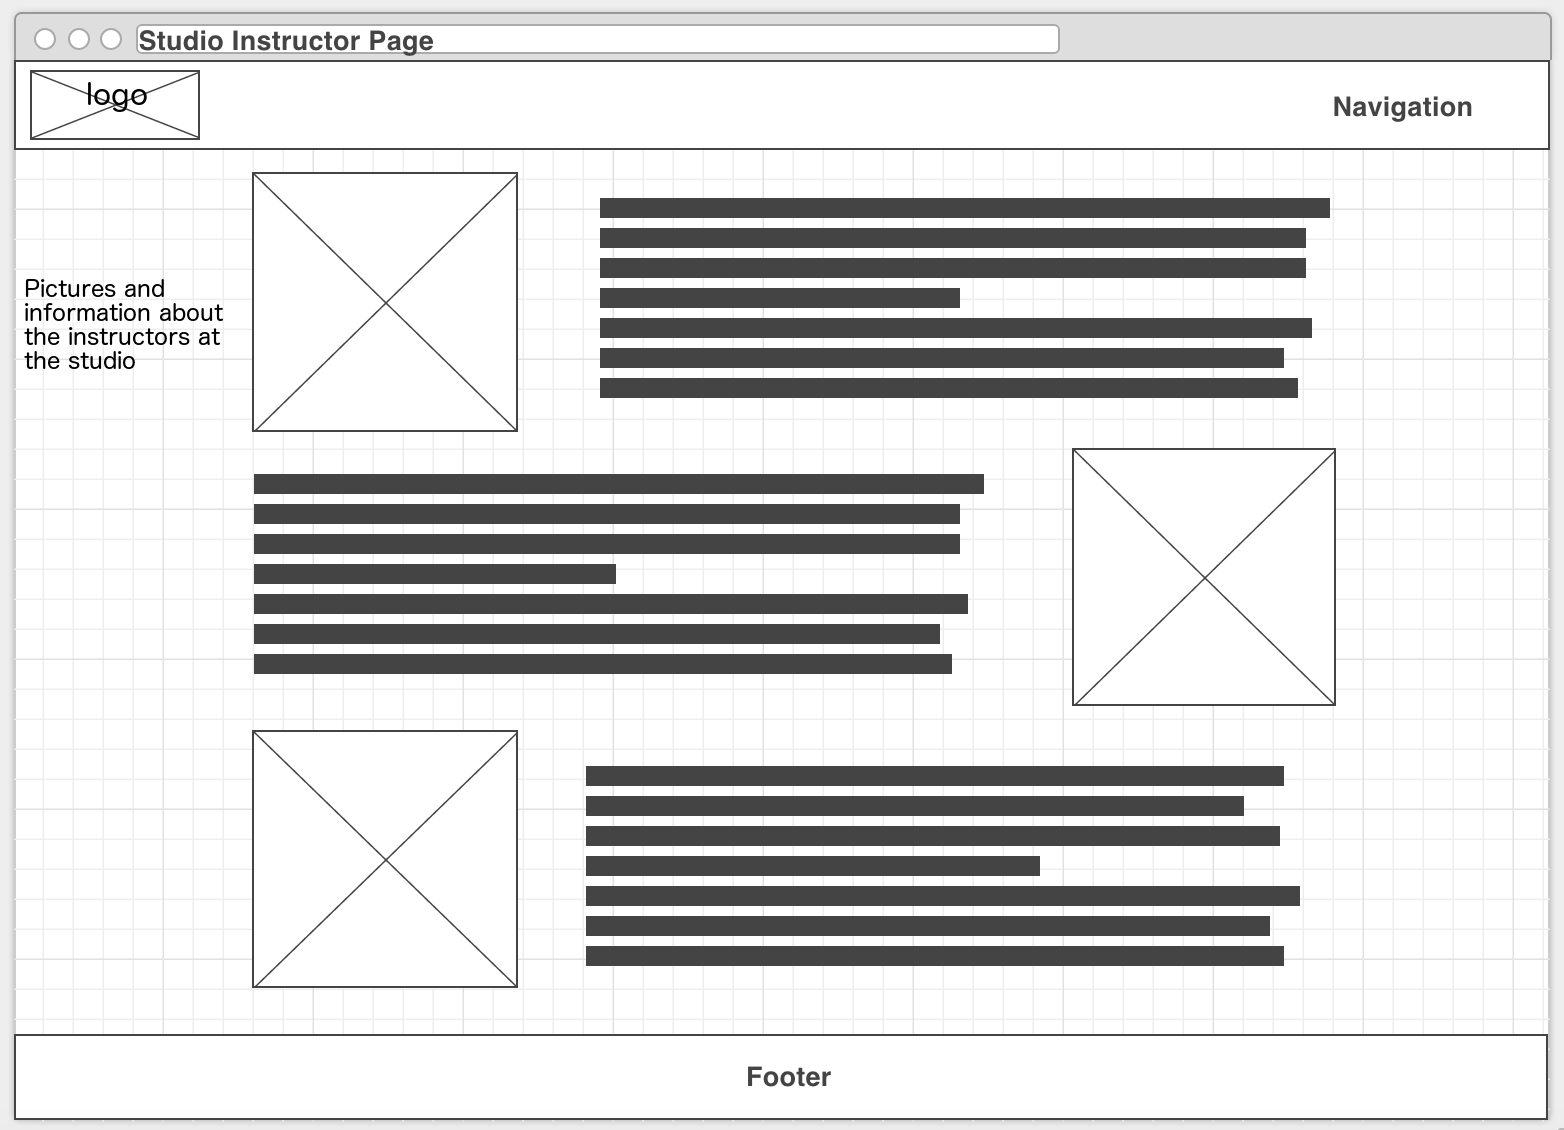 Studio Instructor Page
logo
Navigation
Pictures and
information about
the instructors at
the studio
Footer